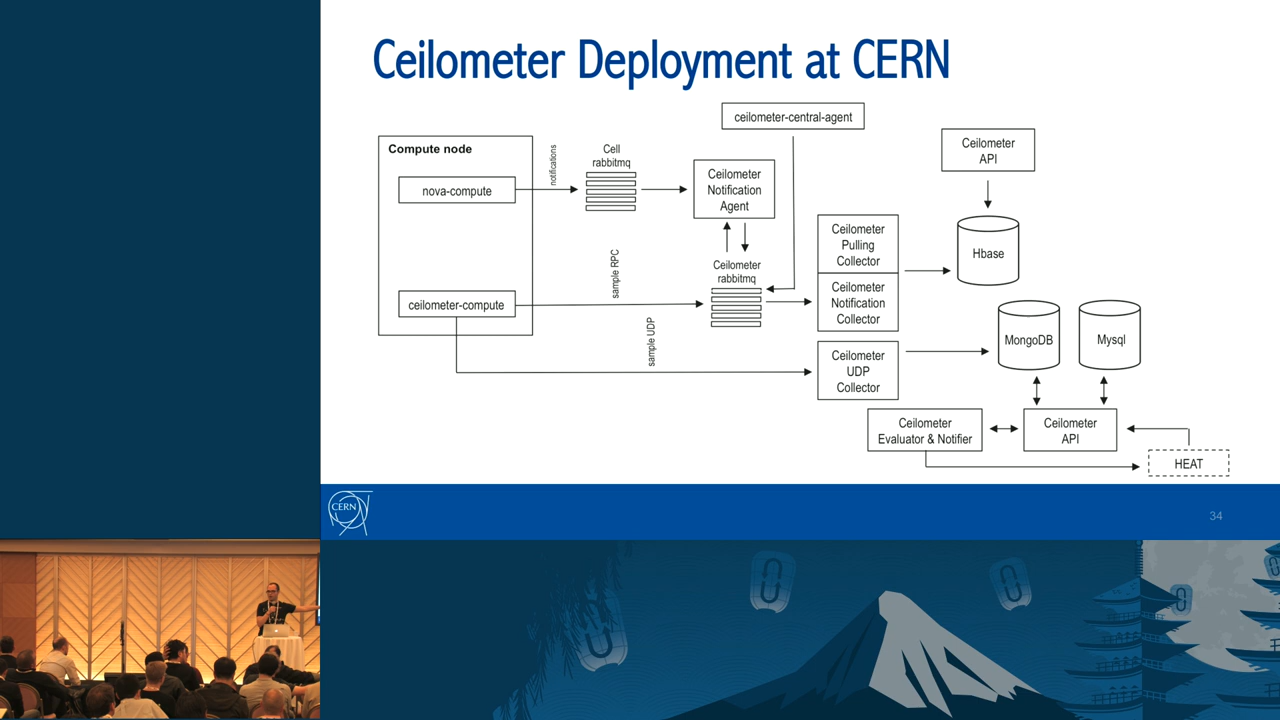 Ceilometer Deployment at CERN
ceilometer-central-agent
Compute node
nova-compute
notifications
Cell
rabbitmq
Ceilometer
Notification
Agent
Ceilometer
API
Hbase
Ceilometer
Pulling
Collector
Ceilometer
Notification
Collector
sample RPC
Ceilometer
rabbitmq
ceilometer-compute
sample UDP
Ceilometer
UDP
Collector
MongoDB
Mysql
Ceilometer
Evaluator & Notifier
Ceilometer
API
HEAT
CERN
34